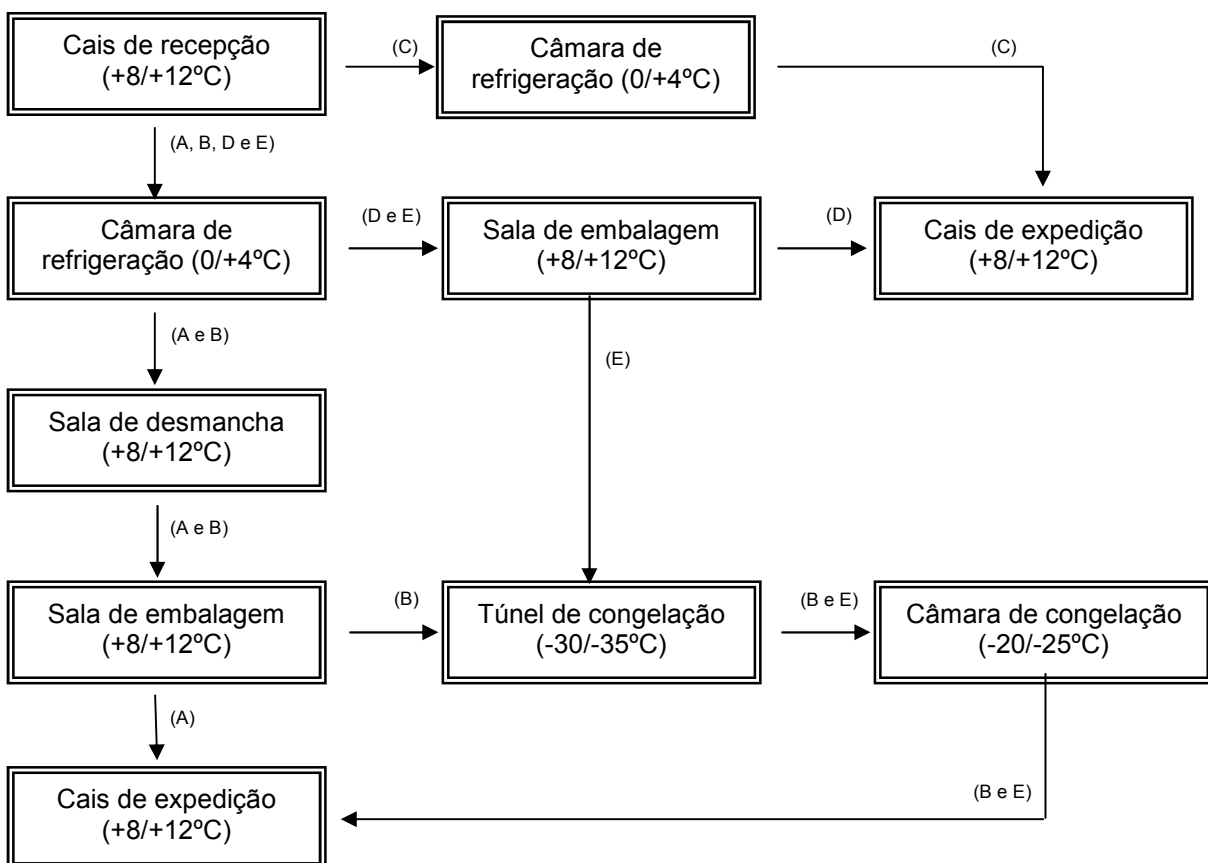 Cais de recepção
(+8/+12ºC)
(C)
Câmara de
refrigeração (0/+4ºC)
(C)
(A, B, D e E)
Câmara de
refrigeração (0/+4ºC)
(D e E)
Sala de embalagem
(+8/+12ºC)
(D)
Cais de expedição
(+8/+12ºC)
(A e B)
(E)
Sala de desmancha
(+8/+12ºC)
(A e B)
Sala de embalagem
(+8/+12ºC)
(B)
Túnel de congelação
(-30/-35ºC)
(B e E)
Câmara de congelação
(-20/-25ºC)
(A)
Cais de expedição
(+8/+12ºC)
(B e E)